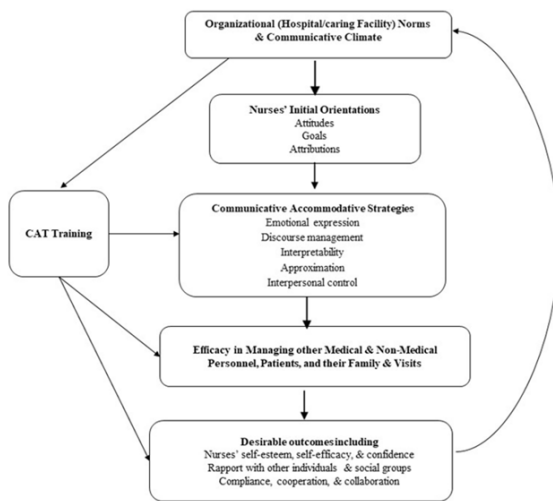 Organizational (Hospital/caring Facility) Norms
& Communicative Climate
Nurses' Initial Orientations
Attitudes
Goals
Attributions
CAT Training
Communicative Accommodative Strategies
Emotional expression
Discourse management
Interpretability
Approximation
Interpersonal control
Efficacy in Managing other Medical & Non-Medical
Personnel, Patients, and their Family & Visits
Desirable outcomes including
Nurses' self-esteem, self-efficacy, & confidence
Rapport with other individuals & social groups
Compliance, cooperation, & collaboration